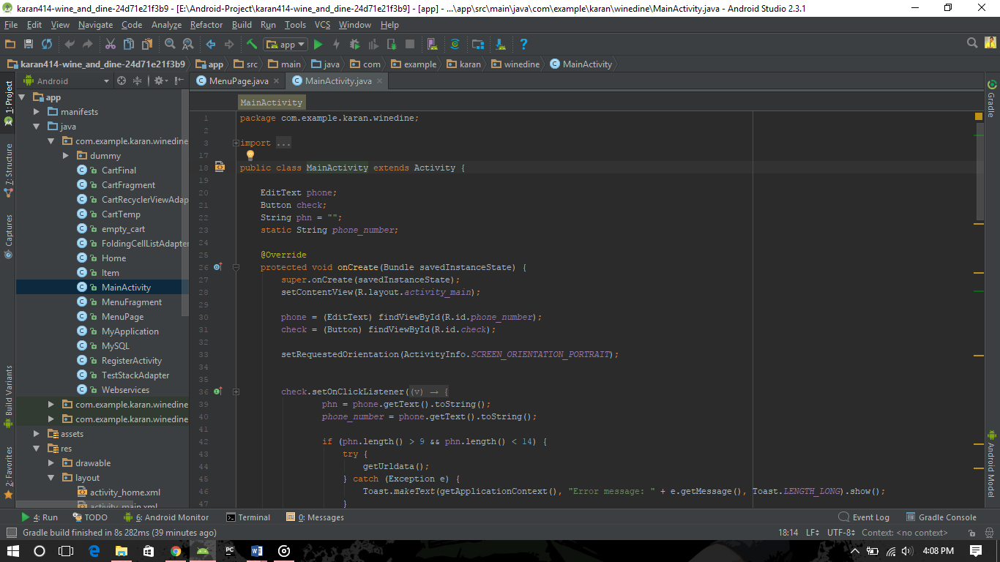 karan414-wine_and_dine-24d71e21f3b9 - [E:\Android-Project\karan414-wine_and_dine-24d71e21f3b9] - [app] - ...\app\src\main\java\com\example\karan\winedine\MainActivity.java - Android Studio 2.3.1
File Edit View Navigate Code Analyze Refactor Build Run Tools VCS Window Help
app
karan414-wine_and_dine-24d71e21f3b9 app src main java com example karan winedine MainActivity
Android
MenuPage.java MainActivity.java
1: Project
7: Structure
Captures
Build Variants
2: Favorites
app
manifests
java
com.example.karan.winedine
dummy
CartFinal
CartFragment
CartRecyclerViewAdap
CartTemp
empty_cart
FoldingCellListAdapter
Home
Item
MainActivity
MenuFragment
MenuPage
MyApplication
MySQL
RegisterActivity
TestStackAdapter
Webservices
com.example.karan.winedine
com.example.karan.winedine
assets
res
drawable
layout
activity_home.xml
activity_main.xml
MainActivity
1 package com.example.karan.winedine;
2
3 import ...
17
18 public class MainActivity extends Activity {
19
20 EditText phone;
21 Button check;
22 String phn = "";
23 static String phone_number;
24
25 @Override
26 protected void onCreate(Bundle savedInstanceState) {
27 super.onCreate(savedInstanceState);
28 setContentView(R.layout.activity_main);
29
30 phone = (EditText) findViewById(R.id.phone_number);
31 check = (Button) findViewById(R.id.check);
32
33 setRequestedOrientation(ActivityInfo.SCREEN_ORIENTATION_PORTRAIT);
34
35
36 check.setOnClickListener((v) → {
39 phn = phone.getText().toString();
40 phone_number = phone.getText().toString();
41
42 if (phn.length() > 9 && phn.length() < 14) {
43 try {
44 getUrldata();
45 } catch (Exception e) {
46 Toast.makeText(getApplicationContext(), "Error message: " + e.getMessage(), Toast.LENGTH_LONG).show();
47 }
Gradle
Android Model
4: Run TODO 6: Android Monitor Terminal 0: Messages Event Log Gradle Console
Gradle build finished in 8s 282ms (39 minutes ago) 18:14 LF UTF-8 Context: <no context>
PC
4:08 PM